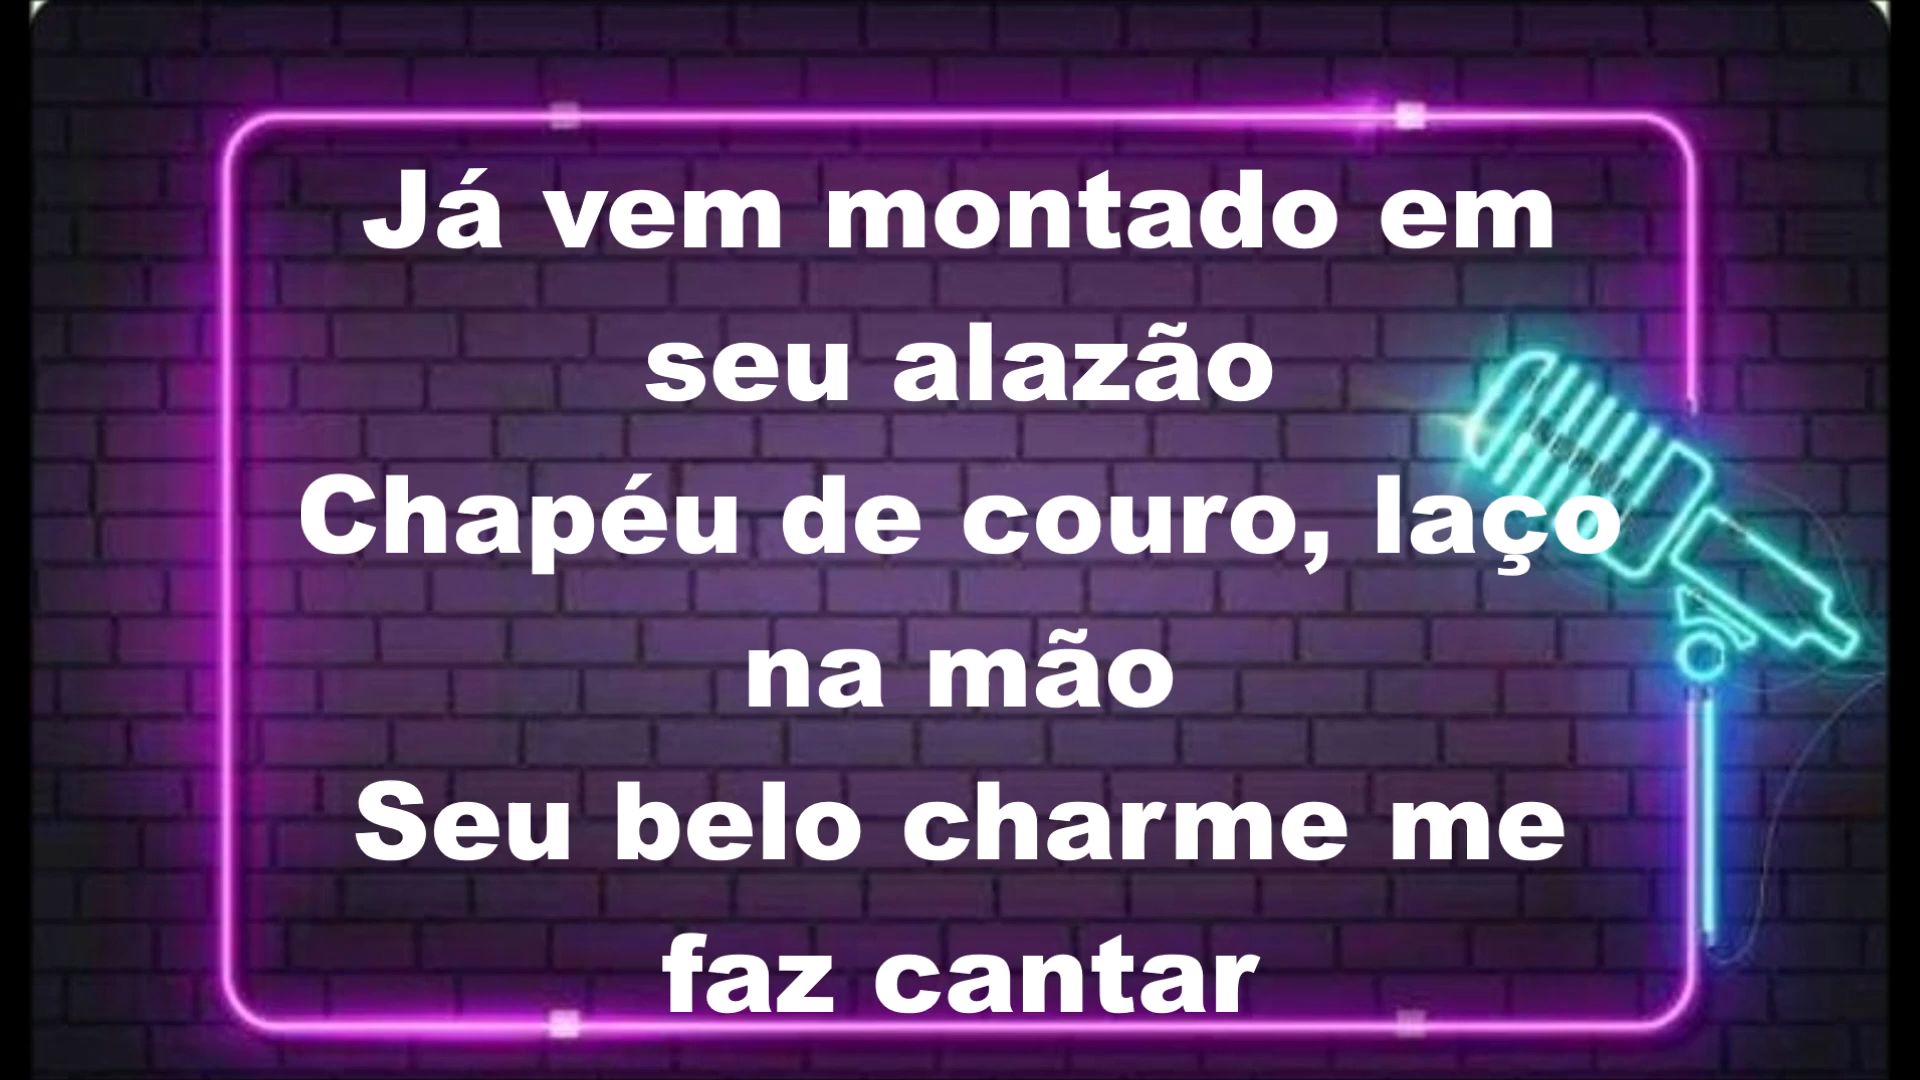 Já vem montado em
seu alazão
Chapéu de couro, laço
na mão
Seu belo charme me
faz cantar